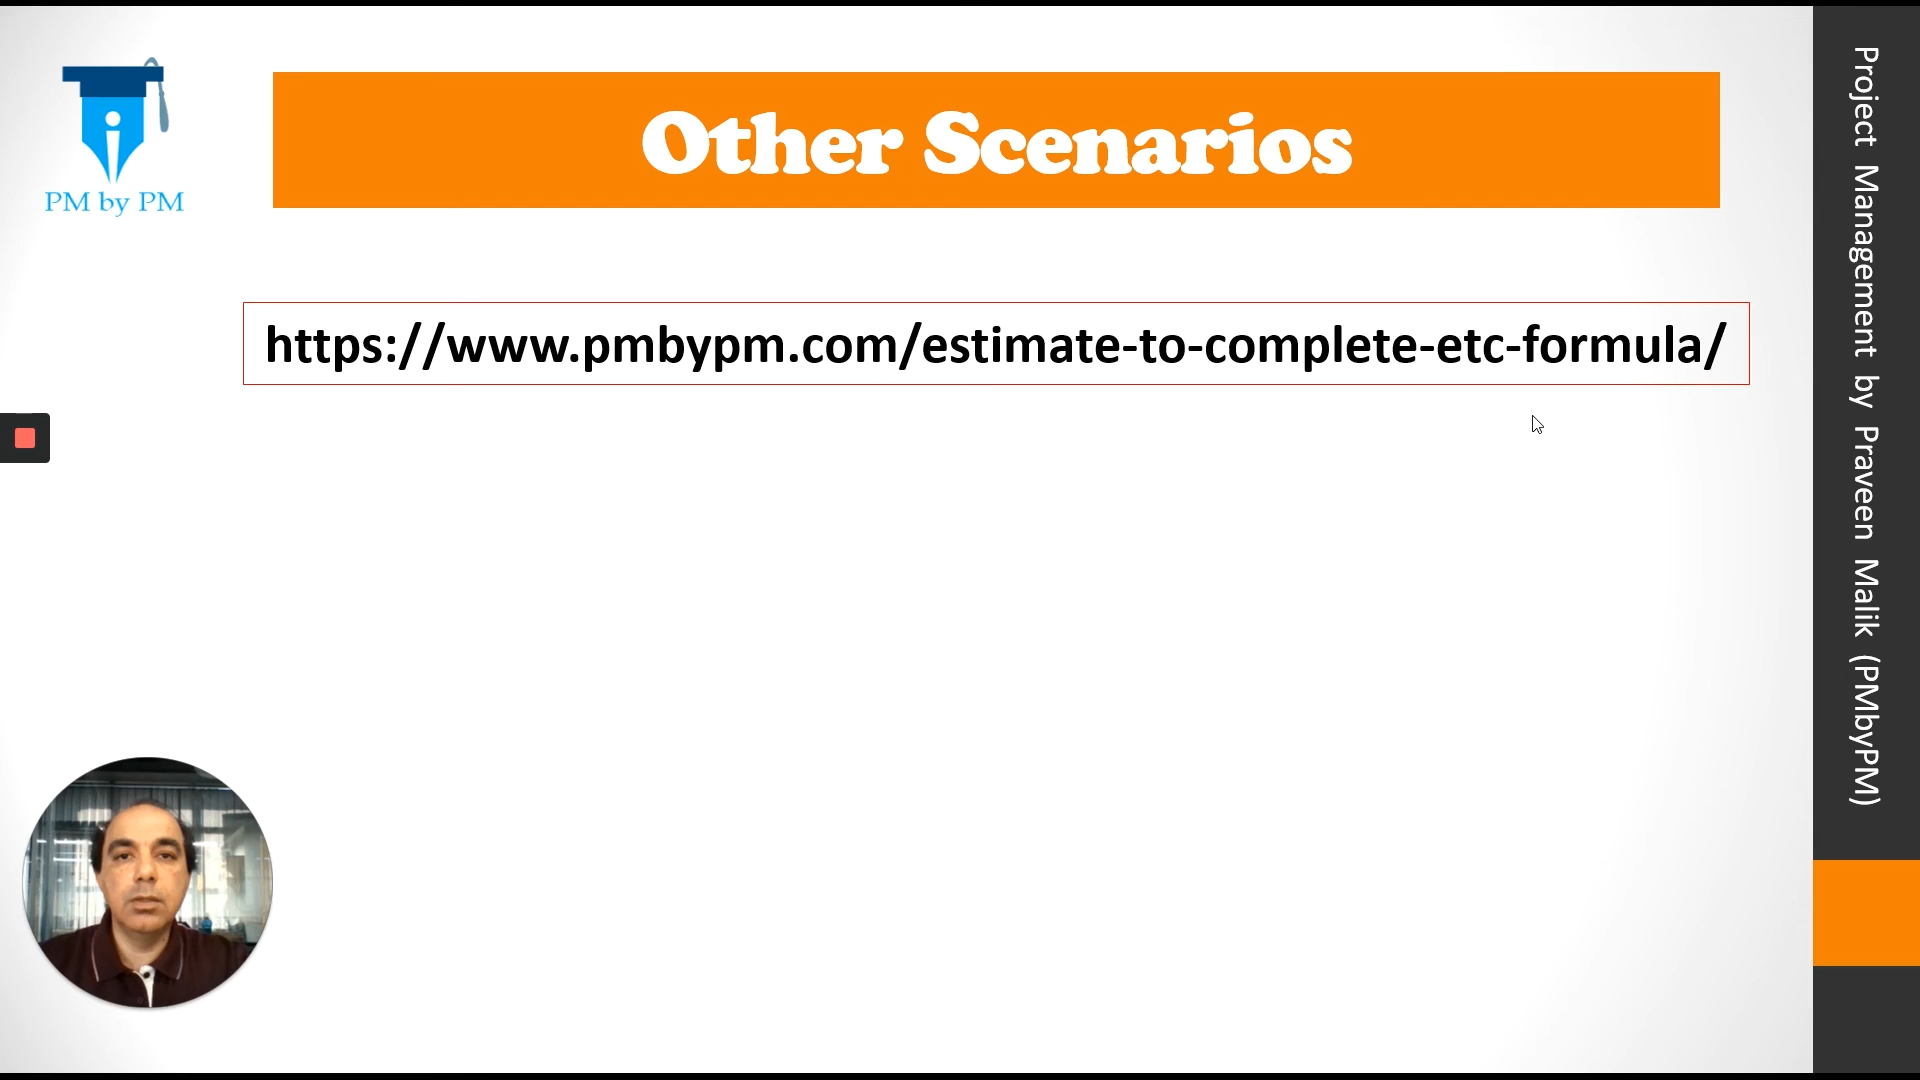 PM by PM
Other Scenarios
https://www.pmbypm.com/estimate-to-complete-etc-formula/
Project Management by Praveen Malik (PMbyPM)